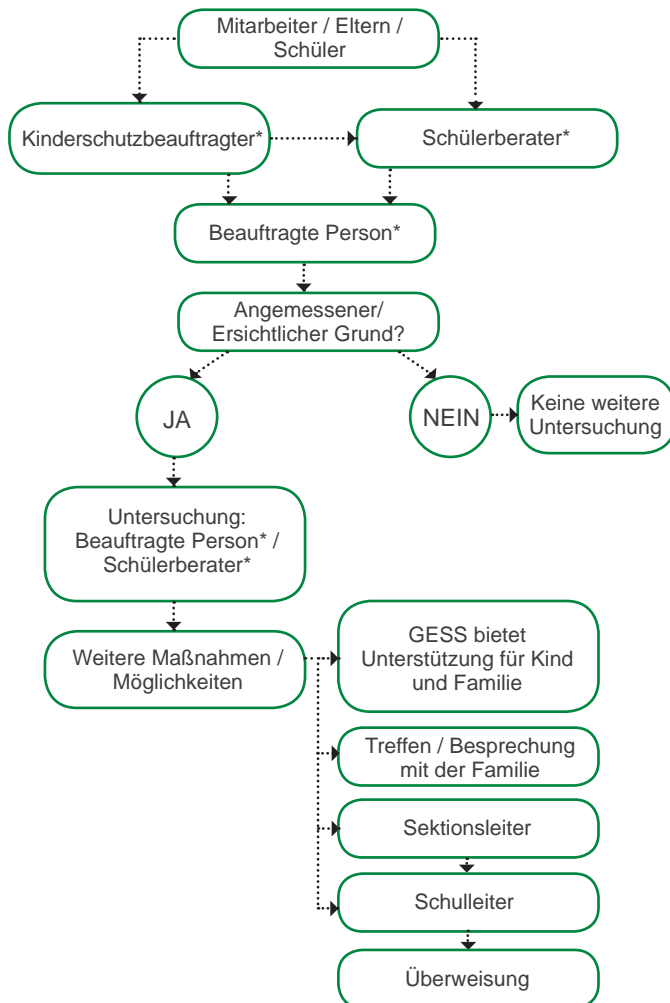 Mitarbeiter / Eltern /
Schüler
Kinderschutzbeauftragter*
Schülerberater*
Beauftragte Person*
Angemessener/
Ersichtlicher Grund?
JA
NEIN
Keine weitere
Untersuchung
Untersuchung:
Beauftragte Person* /
Schülerberater*
Weitere Maßnahmen /
Möglichkeiten
GESS bietet
Unterstützung für Kind
und Familie
Treffen / Besprechung
mit der Familie
Sektionsleiter
Schulleiter
Überweisung